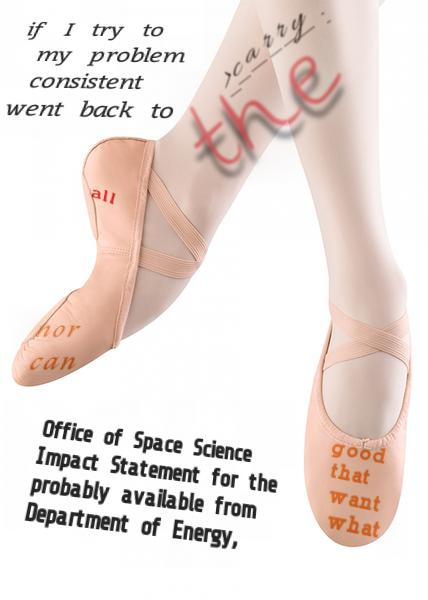 if I try to
my problem
consistent
went back to
>carry.
the
all
nor
can
good
that
want
what
Office of Space Science
Impact Statement for the
probably available from
Department of Energy,